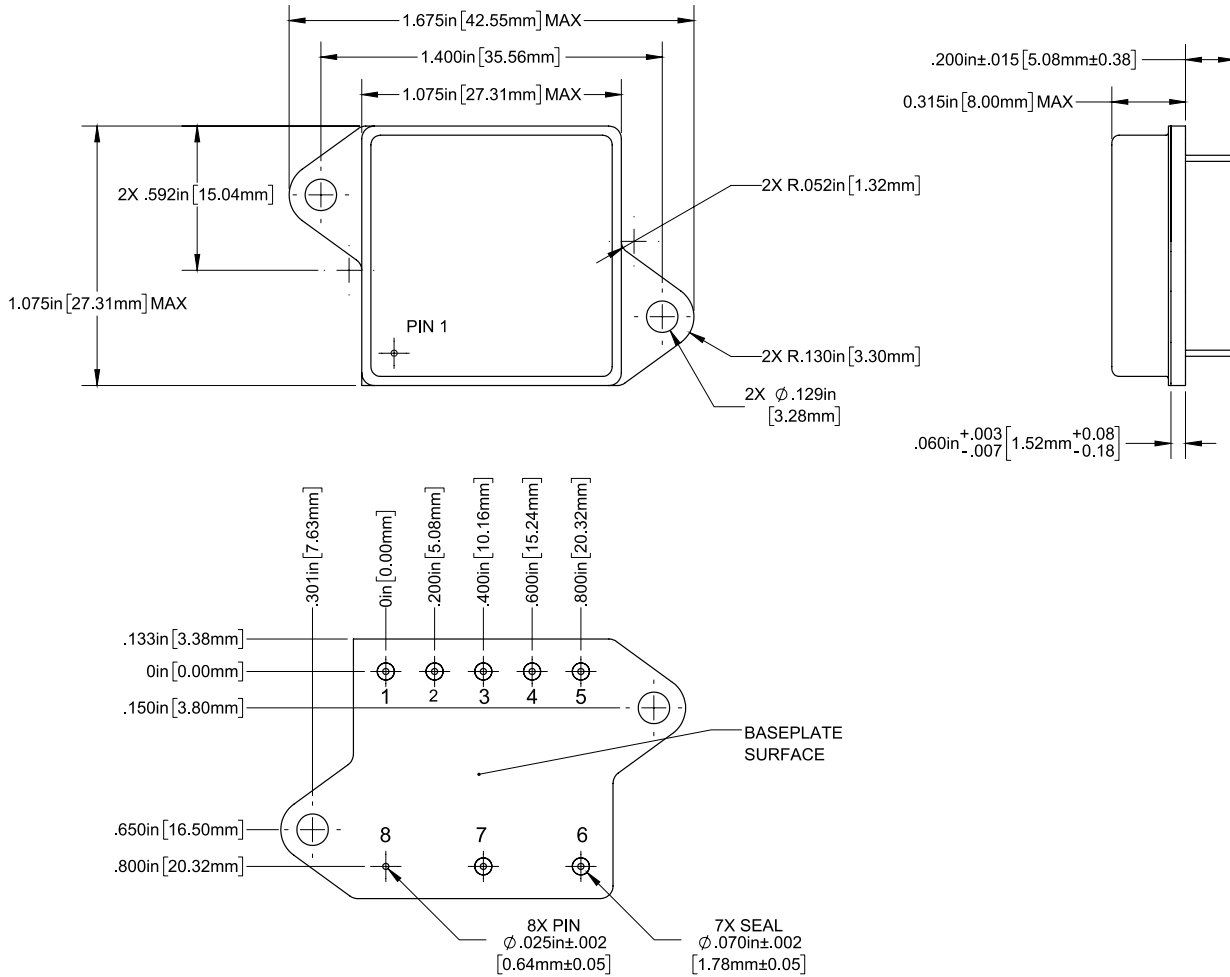 1.675in [42.55mm] MAX
1.400in [35.56mm]
1.075in [27.31mm] MAX
.200in±.015 [5.08mm±0.38]
0.315in [8.00mm] MAX
2X .592in [15.04mm]
2X R.052in [1.32mm]
1.075in [27.31mm] MAX
PIN 1
2X R.130in [3.30mm]
2X ∅ .129in
[3.28mm]
.060in +.003 -.007 [1.52mm +0.08 -0.18]
.301in [7.63mm]
0in [0.00mm]
.200in [5.08mm]
.400in [10.16mm]
.600in [15.24mm]
.800in [20.32mm]
.133in [3.38mm]
0in [0.00mm]
1 2 3 4 5
.150in [3.80mm]
BASEPLATE
SURFACE
.650in [16.50mm]
8 7 6
.800in [20.32mm]
8X PIN
∅ .025in±.002
[0.64mm±0.05]
7X SEAL
∅ .070in±.002
[1.78mm±0.05]